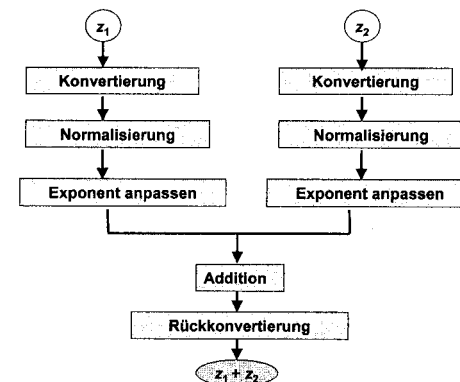 z1 z2
Konvertierung Konvertierung
Normalisierung Normalisierung
Exponent anpassen Exponent anpassen
Addition
Rückkonvertierung
z1 + z2